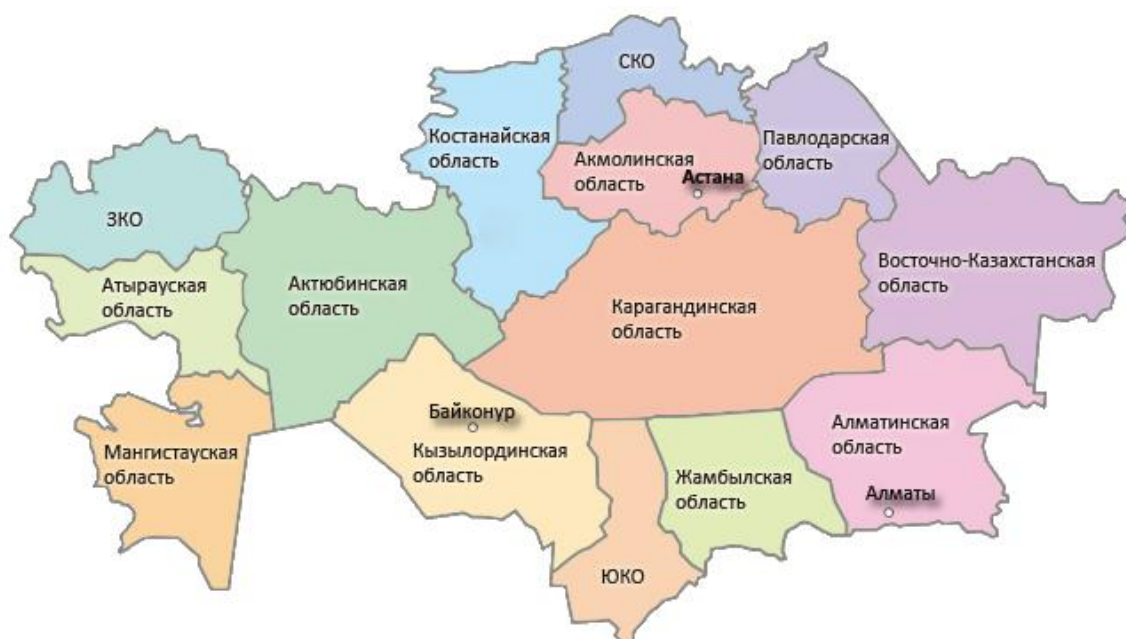 СКО
Костанайская
область
Павлодарская
область
Акмолинская
область
Астана
ЗКО
Восточно-Казахстанская
область
Атырауская
область
Актюбинская
область
Карагандинская
область
Байконур
Кызылординская
область
Алматинская
область
Мангистауская
область
Жамбылская
область
Алматы
ЮКО